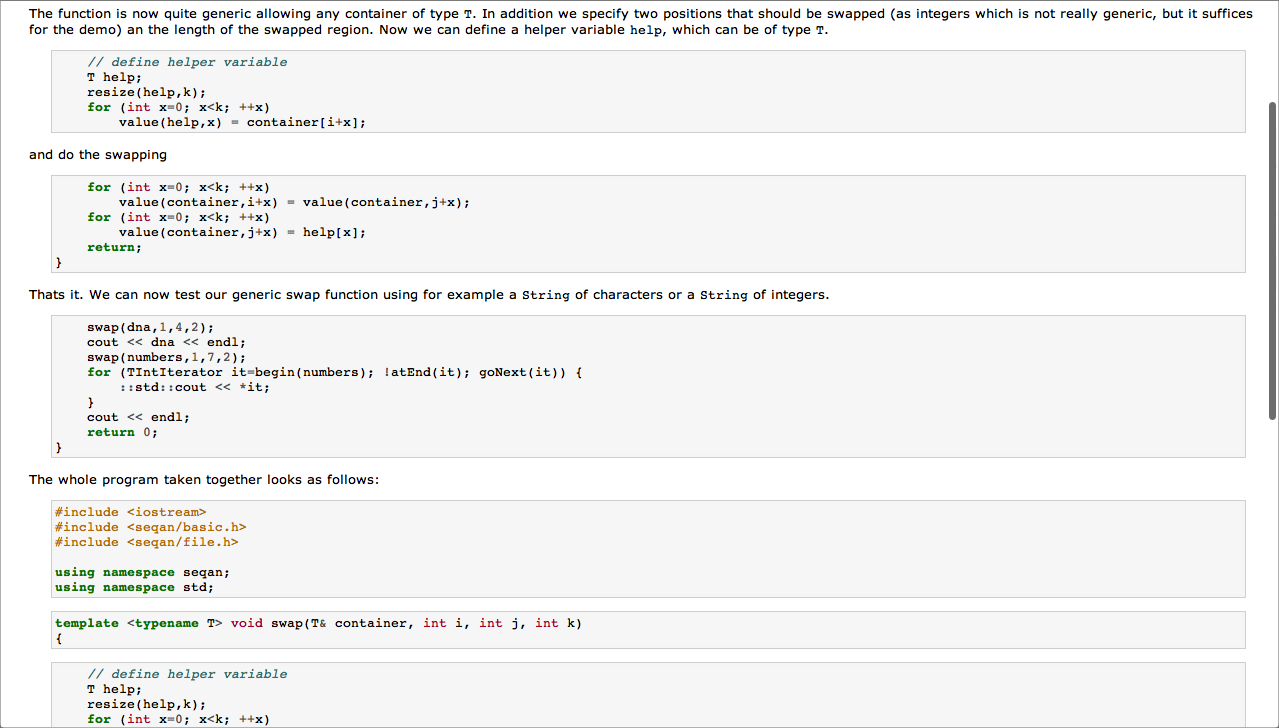 The function is now quite generic allowing any container of type T. In addition we specify two positions that should be swapped (as integers which is not really generic, but it suffices
for the demo) an the length of the swapped region. Now we can define a helper variable help, which can be of type T.
// define helper variable
T help;
resize(help,k);
for (int x=0; x<k; ++x)
value(help,x) = container[i+x];
and do the swapping
for (int x=0; x<k; ++x)
value(container,i+x) = value(container,j+x);
for (int x=0; x<k; ++x)
value(container,j+x) = help[x];
return;
}
Thats it. We can now test our generic swap function using for example a String of characters or a String of integers.
swap(dna,1,4,2);
cout << dna << endl;
swap(numbers,1,7,2);
for (TIntIterator it=begin(numbers); !atEnd(it); goNext(it)) {
::std::cout << *it;
}
cout << endl;
return 0;
}
The whole program taken together looks as follows:
#include <iostream>
#include <seqan/basic.h>
#include <seqan/file.h>
using namespace seqan;
using namespace std;
template <typename T> void swap(T& container, int i, int j, int k)
{
// define helper variable
T help;
resize(help,k);
for (int x=0; x<k; ++x)